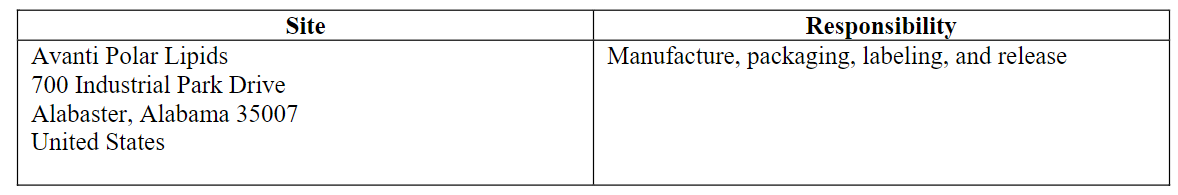 Site Responsibility
Avanti Polar Lipids Manufacture, packaging, labeling, and release
700 Industrial Park Drive
Alabaster, Alabama 35007
United States